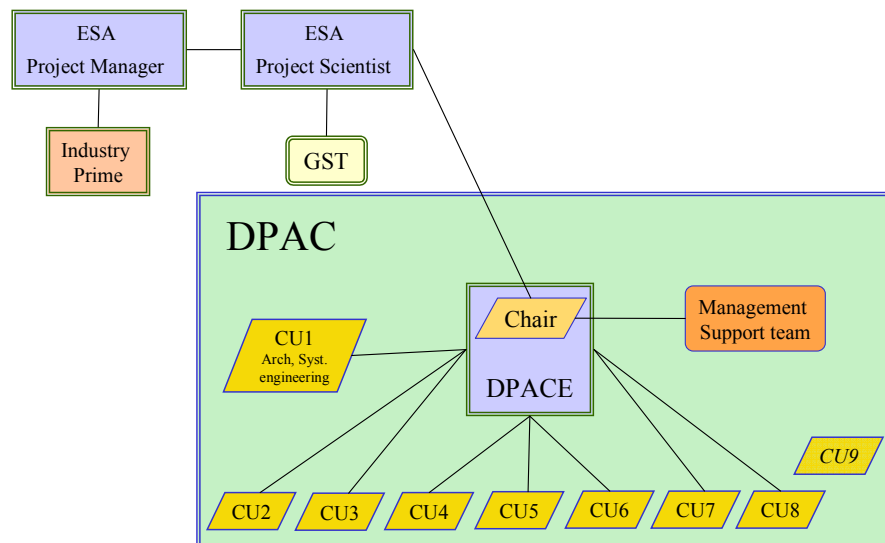 ESA
Project Manager
ESA
Project Scientist
Industry
Prime
GST
DPAC
Chair
Management
Support team
CU1
Arch, Syst.
engineering
DPACE
CU9
CU2
CU3
CU4
CU5
CU6
CU7
CU8